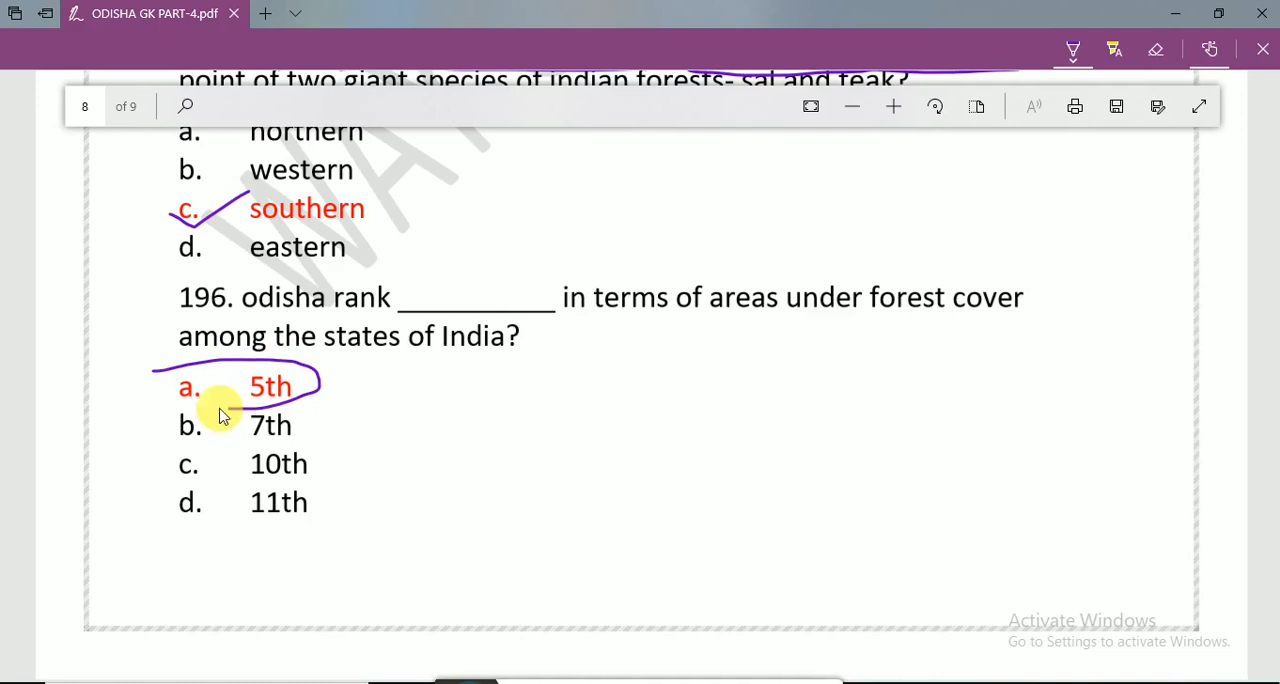 ODISHA GK PART-4.pdf
8 of 9
point of two giant species of indian forests- sal and teak?
a. northern
b. western
c. southern
d. eastern
196. odisha rank ___________ in terms of areas under forest cover
among the states of India?
a. 5th
b. 7th
c. 10th
d. 11th
Activate Windows
Go to Settings to activate Windows.